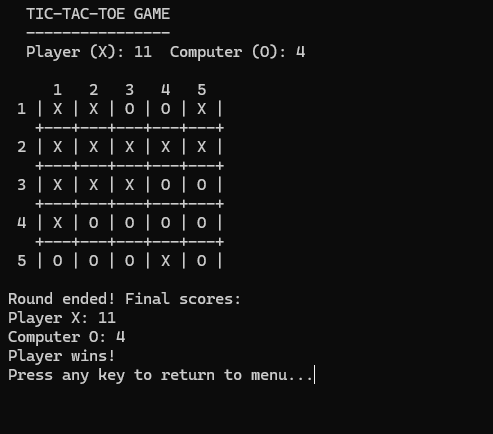 TIC-TAC-TOE GAME
----------------
Player (X): 11  Computer (O): 4
    1   2   3   4   5
1 | X | X | O | O | X |
  +---+---+---+---+---+
2 | X | X | X | X | X |
  +---+---+---+---+---+
3 | X | X | X | O | O |
  +---+---+---+---+---+
4 | X | O | O | O | O |
  +---+---+---+---+---+
5 | O | O | O | X | O |
Round ended! Final scores:
Player X: 11
Computer O: 4
Player wins!
Press any key to return to menu...